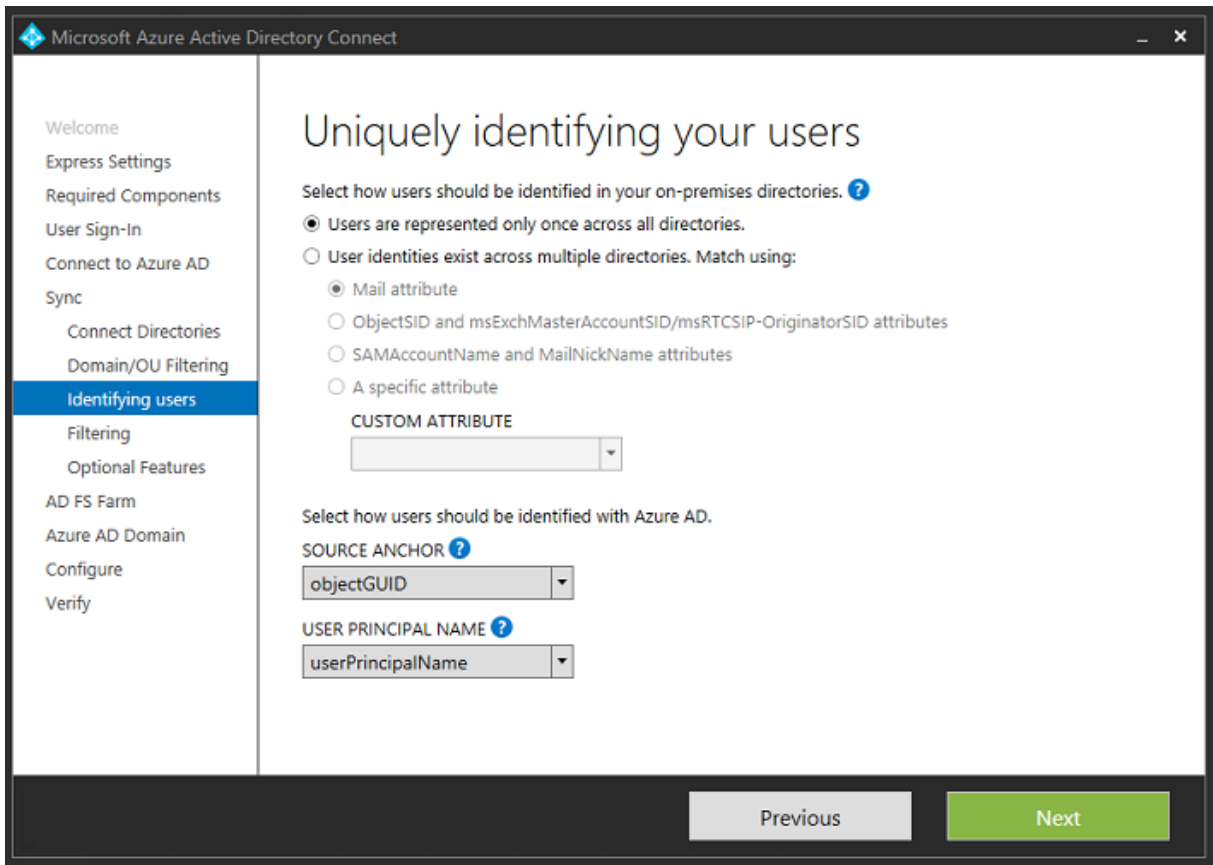 Microsoft Azure Active Directory Connect
Welcome
Express Settings
Required Components
User Sign-In
Connect to Azure AD
Sync
Connect Directories
Domain/OU Filtering
Identifying users
Filtering
Optional Features
AD FS Farm
Azure AD Domain
Configure
Verify
Uniquely identifying your users
Select how users should be identified in your on-premises directories. ?
Users are represented only once across all directories.
User identities exist across multiple directories. Match using:
Mail attribute
ObjectSID and msExchMasterAccountSID/msRTCSIP-OriginatorSID attributes
SAMAccountName and MailNickName attributes
A specific attribute
CUSTOM ATTRIBUTE
Select how users should be identified with Azure AD.
SOURCE ANCHOR ?
objectGUID
USER PRINCIPAL NAME ?
userPrincipalName
Previous
Next